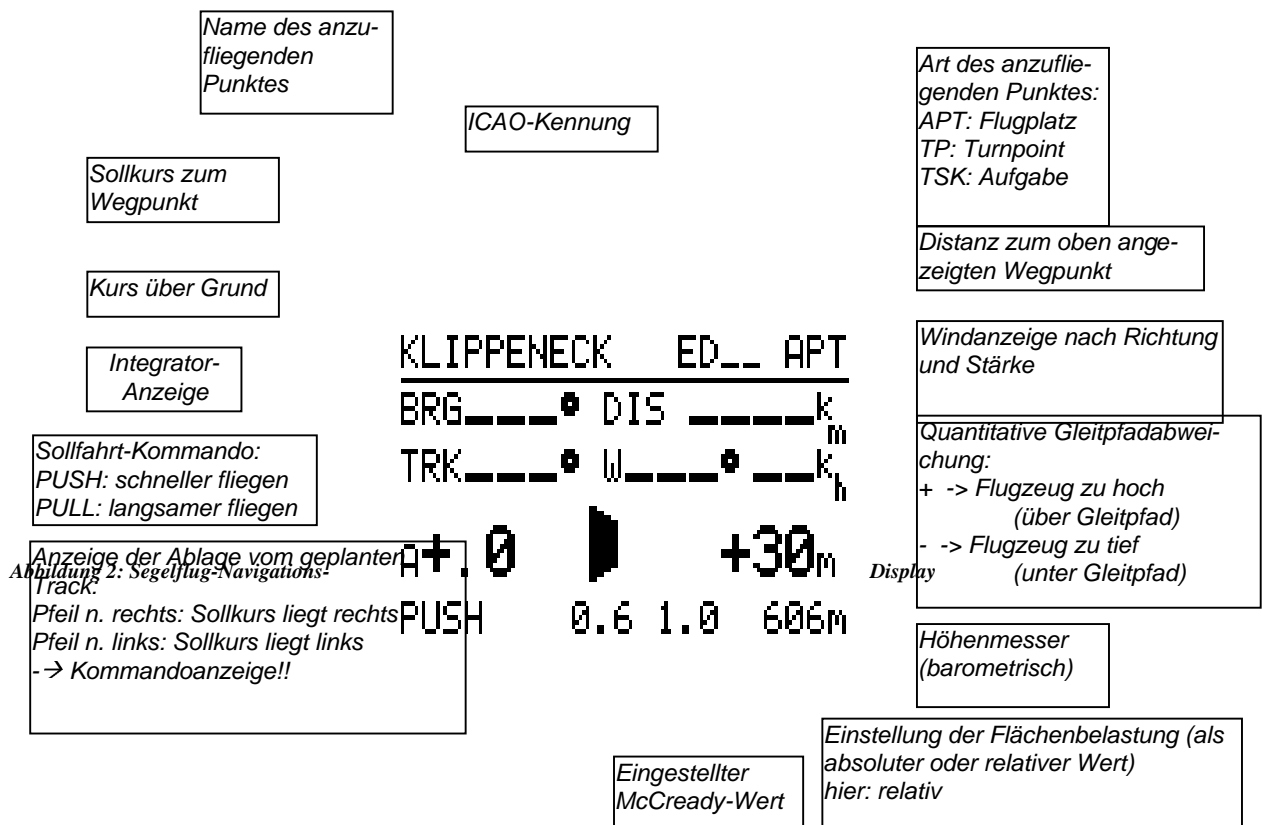 Name des anzu-
fliegenden
Punktes
ICAO-Kennung
Art des anzuflie-
genden Punktes:
APT: Flugplatz
TP: Turnpoint
TSK: Aufgabe
Sollkurs zum
Wegpunkt
Distanz zum oben ange-
zeigten Wegpunkt
Kurs über Grund
Windanzeige nach Richtung
und Stärke
Integrator-
Anzeige
KLIPPENECK ED__ APT
BRG___° DIS ____km
TRK___° W___° __kh
A+.0 +30m
PUSH 0.6 1.0 606m
Quantitative Gleitpfadabwei-
chung:
+ -> Flugzeug zu hoch
(über Gleitpfad)
- -> Flugzeug zu tief
(unter Gleitpfad)
Sollfahrt-Kommando:
PUSH: schneller fliegen
PULL: langsamer fliegen
Anzeige der Ablage vom geplanten
Track:
Pfeil n. rechts: Sollkurs liegt rechts
Pfeil n. links: Sollkurs liegt links
-→ Kommandoanzeige!!
Abbildung 2: Segelflug-Navigations- Display
Höhenmesser
(barometrisch)
Einstellung der Flächenbelastung (als
absoluter oder relativer Wert)
hier: relativ
Eingestellter
McCready-Wert